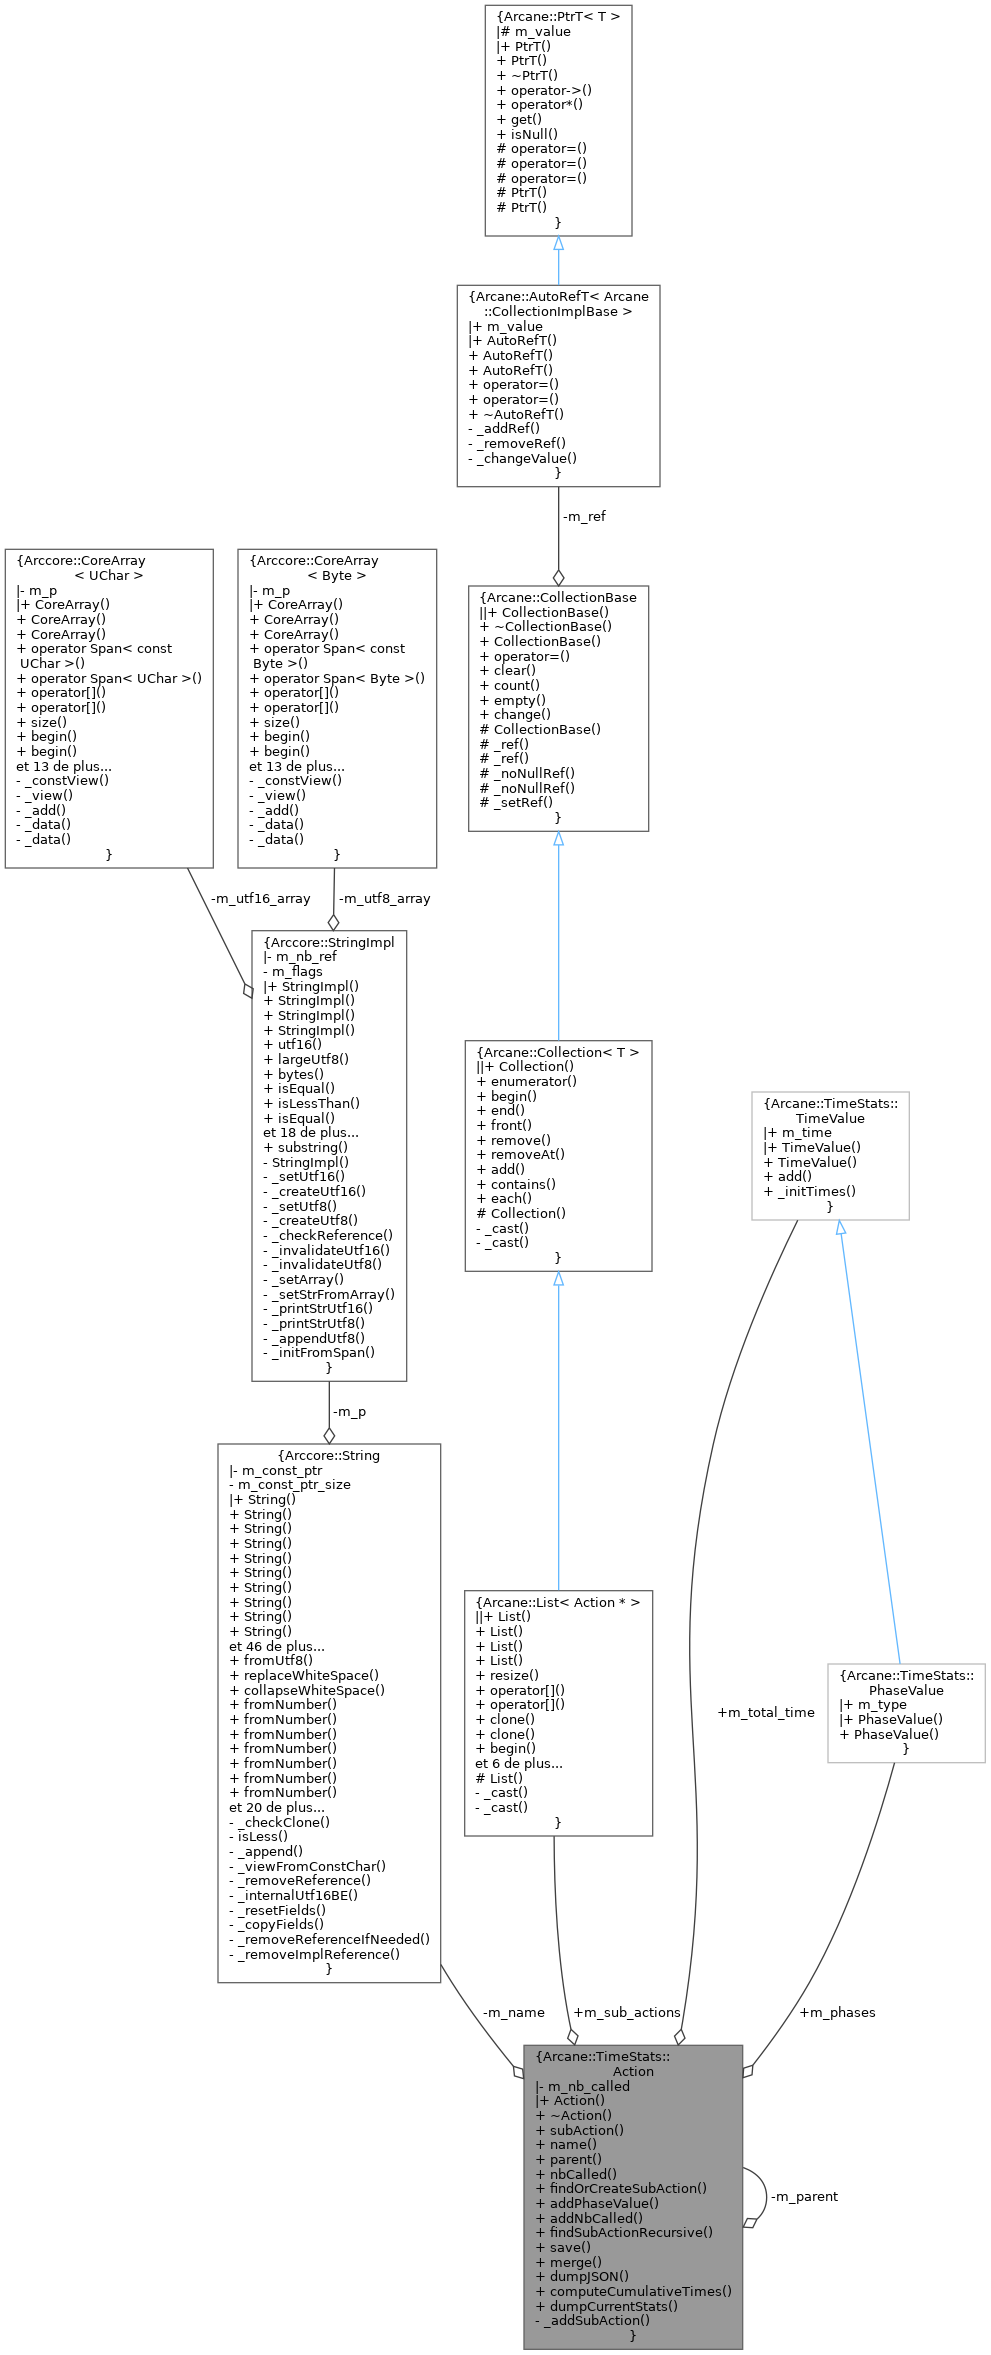 {Arcane::PtrT< T >
|# m_value
|+ PtrT()
+ PtrT()
+ ~PtrT()
+ operator->()
+ operator*()
+ get()
+ isNull()
# operator=()
# operator=()
# operator=()
# PtrT()
# PtrT()
}
{Arcane::AutoRefT< Arcane
::CollectionImplBase >
|+ m_value
|+ AutoRefT()
+ AutoRefT()
+ AutoRefT()
+ operator=()
+ operator=()
+ ~AutoRefT()
- _addRef()
- _removeRef()
- _changeValue()
}
-m_ref
{Arccore::CoreArray
< UChar >
|- m_p
|+ CoreArray()
+ CoreArray()
+ CoreArray()
+ operator Span< const
UChar >()
+ operator Span< UChar >()
+ operator[]()
+ operator[]()
+ size()
+ begin()
+ begin()
et 13 de plus...
- _constView()
- _view()
- _add()
- _data()
- _data()
}
{Arccore::CoreArray
< Byte >
|- m_p
|+ CoreArray()
+ CoreArray()
+ CoreArray()
+ operator Span< const
Byte >()
+ operator Span< Byte >()
+ operator[]()
+ operator[]()
+ size()
+ begin()
+ begin()
et 13 de plus...
- _constView()
- _view()
- _add()
- _data()
- _data()
}
{Arcane::CollectionBase
||+ CollectionBase()
+ ~CollectionBase()
+ CollectionBase()
+ operator=()
+ clear()
+ count()
+ empty()
+ change()
# CollectionBase()
# _ref()
# _ref()
# _noNullRef()
# _noNullRef()
# _setRef()
}
-m_utf16_array
-m_utf8_array
{Arccore::StringImpl
|- m_nb_ref
- m_flags
|+ StringImpl()
+ StringImpl()
+ StringImpl()
+ StringImpl()
+ utf16()
+ largeUtf8()
+ bytes()
+ isEqual()
+ isLessThan()
+ isEqual()
et 18 de plus...
+ substring()
- StringImpl()
- _setUtf16()
- _createUtf16()
- _setUtf8()
- _createUtf8()
- _checkReference()
- _invalidateUtf16()
- _invalidateUtf8()
- _setArray()
- _setStrFromArray()
- _printStrUtf16()
- _printStrUtf8()
- _appendUtf8()
- _initFromSpan()
}
{Arcane::Collection< T >
||+ Collection()
+ enumerator()
+ begin()
+ end()
+ front()
+ remove()
+ removeAt()
+ add()
+ contains()
+ each()
# Collection()
- _cast()
- _cast()
}
{Arcane::TimeStats::
TimeValue
|+ m_time
|+ TimeValue()
+ TimeValue()
+ add()
+ _initTimes()
}
-m_p
{Arccore::String
|- m_const_ptr
- m_const_ptr_size
|+ String()
+ String()
+ String()
+ String()
+ String()
+ String()
+ String()
+ String()
+ String()
+ String()
et 46 de plus...
+ fromUtf8()
+ replaceWhiteSpace()
+ collapseWhiteSpace()
+ fromNumber()
+ fromNumber()
+ fromNumber()
+ fromNumber()
+ fromNumber()
+ fromNumber()
+ fromNumber()
et 20 de plus...
- _checkClone()
- isLess()
- _append()
- _viewFromConstChar()
- _removeReference()
- _internalUtf16BE()
- _resetFields()
- _copyFields()
- _removeReferenceIfNeeded()
- _removeImplReference()
}
{Arcane::List< Action * >
||+ List()
+ List()
+ List()
+ List()
+ resize()
+ operator[]()
+ operator[]()
+ clone()
+ clone()
+ begin()
et 6 de plus...
# List()
- _cast()
- _cast()
}
+m_total_time
{Arcane::TimeStats::
PhaseValue
|+ m_type
|+ PhaseValue()
+ PhaseValue()
}
-m_name
+m_sub_actions
+m_phases
{Arcane::TimeStats::
Action
|- m_nb_called
|+ Action()
+ ~Action()
+ subAction()
+ name()
+ parent()
+ nbCalled()
+ findOrCreateSubAction()
+ addPhaseValue()
+ addNbCalled()
+ findSubActionRecursive()
+ save()
+ merge()
+ dumpJSON()
+ computeCumulativeTimes()
+ dumpCurrentStats()
- _addSubAction()
}
-m_parent